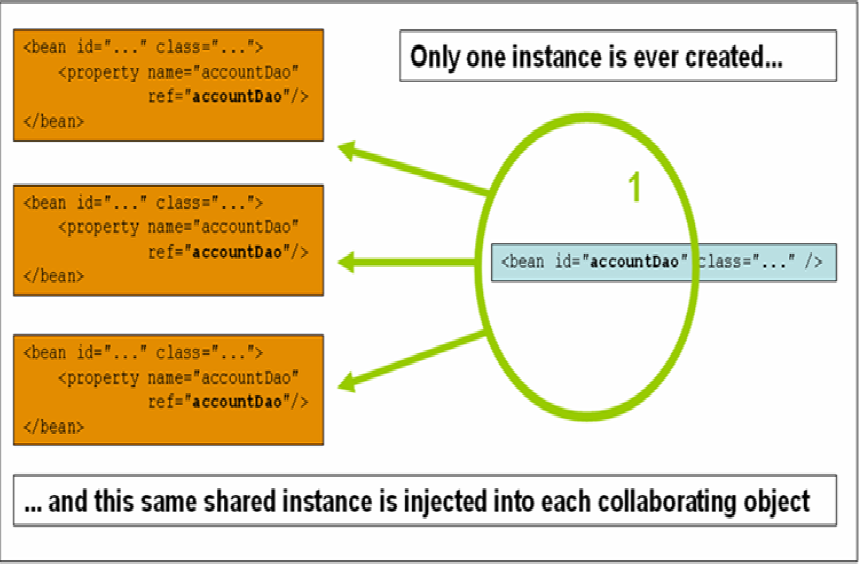 <bean id="..." class="...">
<property name="accountDao"
ref="accountDao"/>
</bean>
Only one instance is ever created...
<bean id="..." class="...">
<property name="accountDao"
ref="accountDao"/>
</bean>
1
<bean id="accountDao" class="..." />
<bean id="..." class="...">
<property name="accountDao"
ref="accountDao"/>
</bean>
... and this same shared instance is injected into each collaborating object